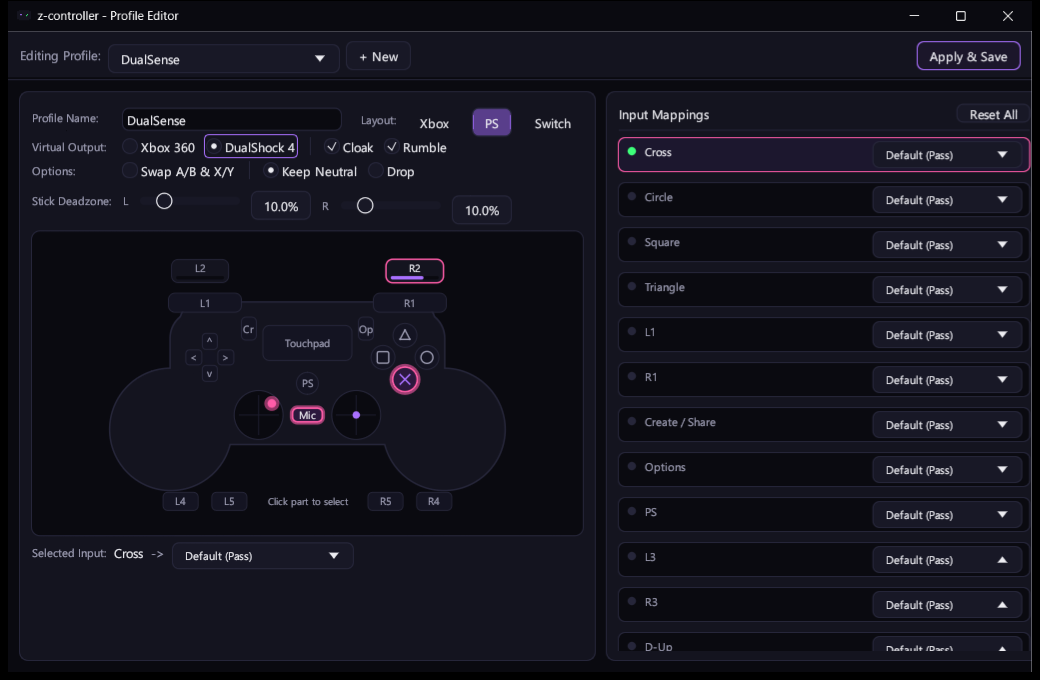 z-controller - Profile Editor
Editing Profile: DualSense + New Apply & Save
Profile Name: DualSense Layout: Xbox PS Switch
Virtual Output: Xbox 360 DualShock 4 Cloak Rumble
Options: Swap A/B & X/Y Keep Neutral Drop
Stick Deadzone: L 10.0% R 10.0%
L2 R2
L1 R1
Cr Touchpad Op
^
< >
v
PS
Mic
L4 L5 Click part to select R5 R4
Selected Input: Cross -> Default (Pass)
Input Mappings Reset All
Cross Default (Pass)
Circle Default (Pass)
Square Default (Pass)
Triangle Default (Pass)
L1 Default (Pass)
R1 Default (Pass)
Create / Share Default (Pass)
Options Default (Pass)
PS Default (Pass)
L3 Default (Pass)
R3 Default (Pass)
D-Up Default (Pass)